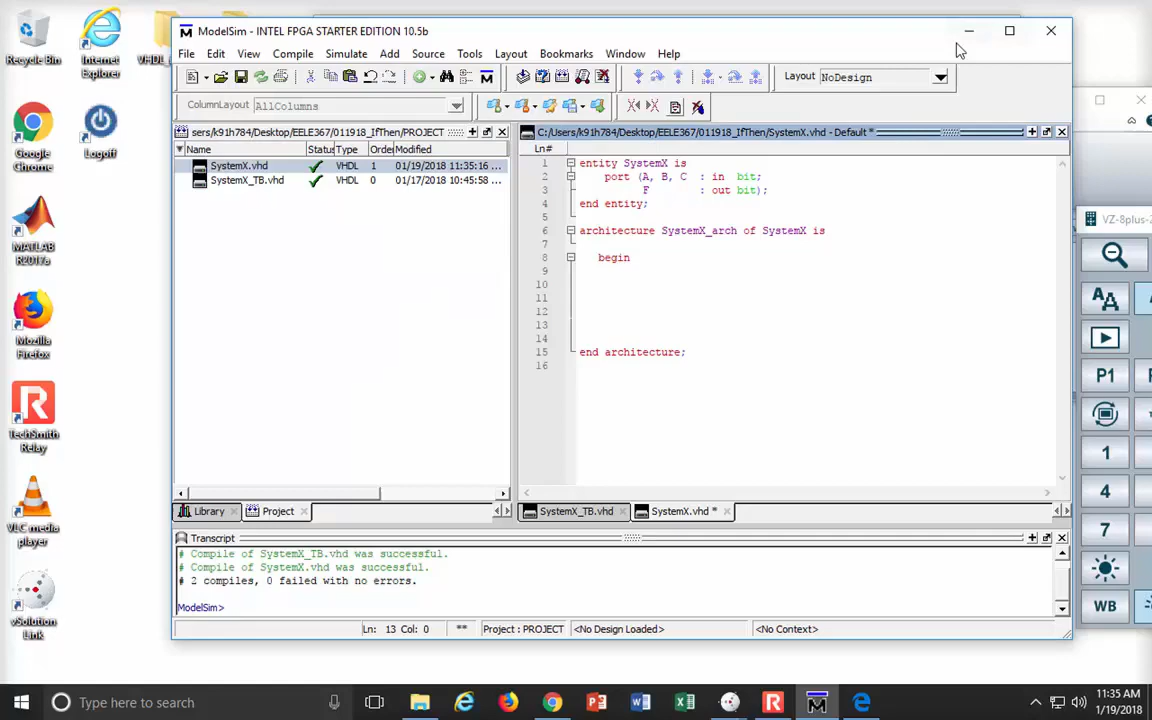 Recycle Bin
Internet
Explorer
VHDL_
Google
Chrome
Logoff
MATLAB
R2017a
Mozilla
Firefox
TechSmith
Relay
VLC media
player
vSolution
Link
ModelSim - INTEL FPGA STARTER EDITION 10.5b
File Edit View Compile Simulate Add Source Tools Layout Bookmarks Window Help
Layout NoDesign
ColumnLayout AllColumns
sers/k91h784/Desktop/EELE367/011918_IfThen/PROJECT
Name Status Type Order Modified
SystemX.vhd VHDL 1 01/19/2018 11:35:16 ...
SystemX_TB.vhd VHDL 0 01/17/2018 10:45:58 ...
Library Project
C:/Users/k91h784/Desktop/EELE367/011918_IfThen/SystemX.vhd - Default *
Ln#
1 entity SystemX is
2 port (A, B, C : in bit;
3 F : out bit);
4 end entity;
5
6 architecture SystemX_arch of SystemX is
7
8 begin
9
10
11
12
13
14
15 end architecture;
16
SystemX_TB.vhd SystemX.vhd *
Transcript
# Compile of SystemX_TB.vhd was successful.
# Compile of SystemX.vhd was successful.
# 2 compiles, 0 failed with no errors.
ModelSim>
Ln: 13 Col: 0 ** Project : PROJECT <No Design Loaded> <No Context>
VZ-8plus-2
AA
P1
1
4
7
WB
Type here to search
11:35 AM
1/19/2018